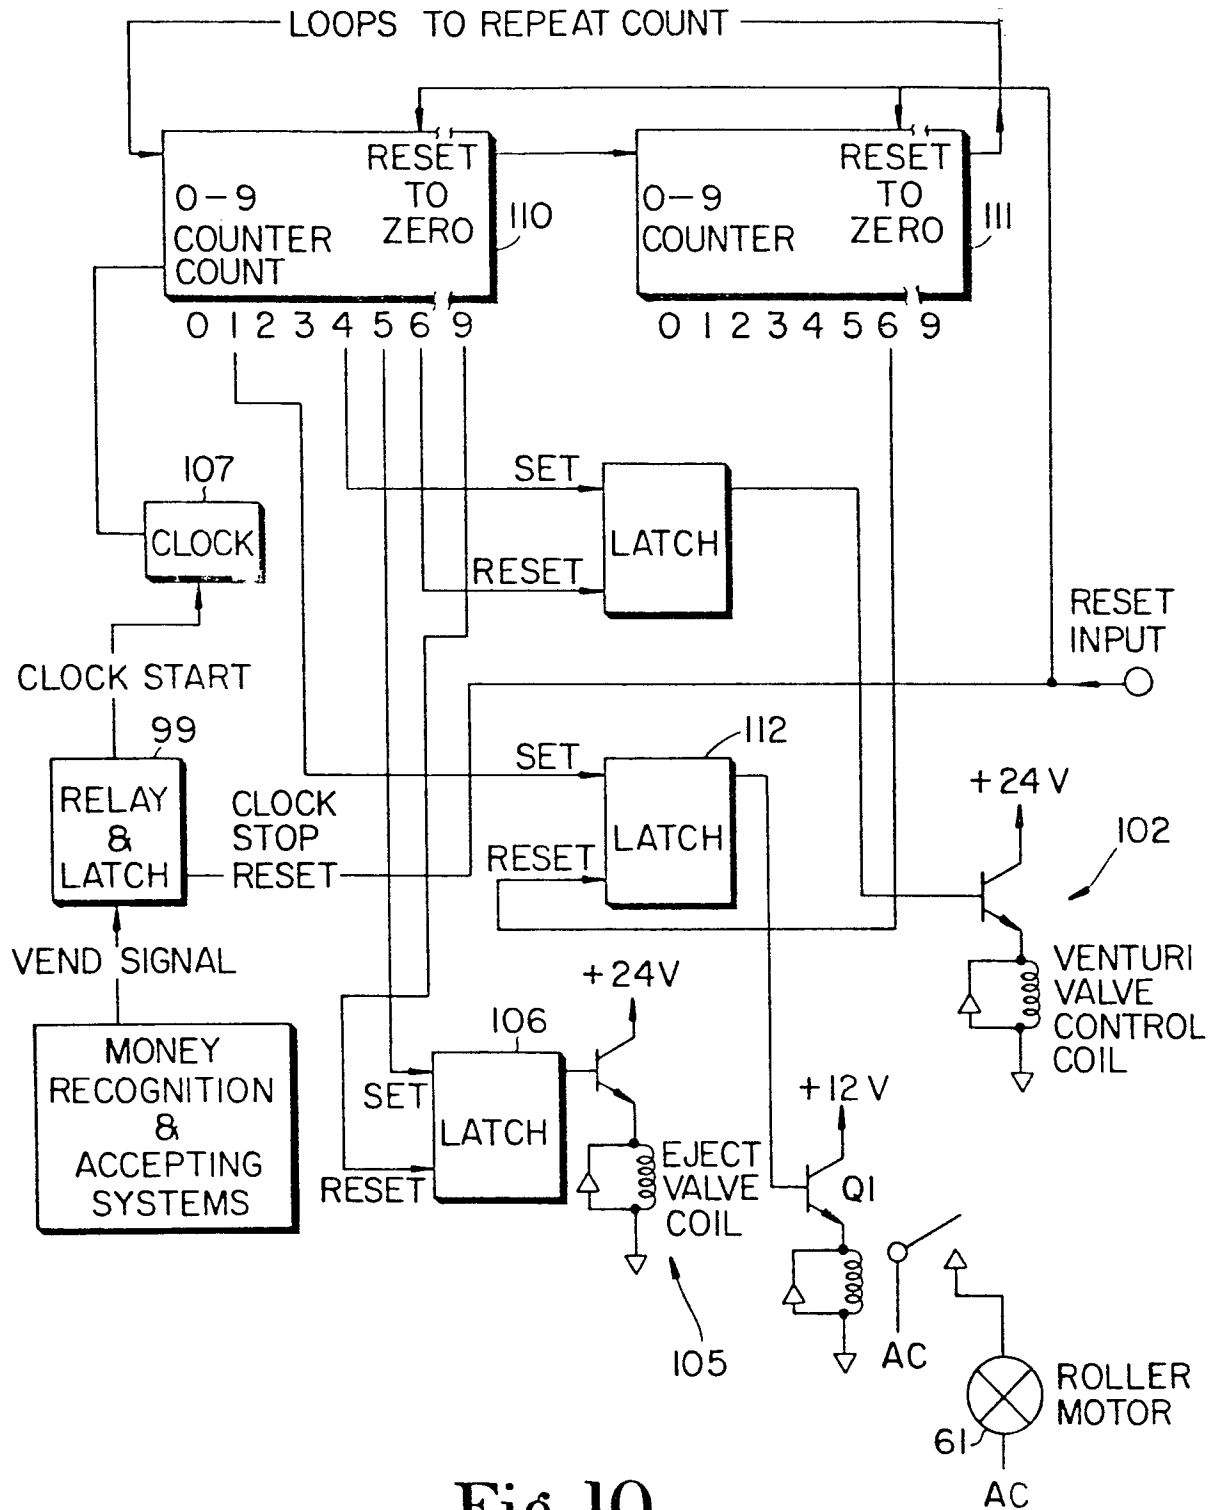 LOOPS TO REPEAT COUNT
0-9
COUNTER
COUNT
RESET
TO
ZERO
110
0-9
COUNTER
RESET
TO
ZERO
111
0 1 2 3 4 5 6 9
0 1 2 3 4 5 6 9
107
CLOCK
SET
RESET
LATCH
RESET
INPUT
CLOCK START
99
RELAY
&
LATCH
CLOCK
STOP
RESET
SET
RESET
112
LATCH
+24V
102
VENTURI
VALVE
CONTROL
COIL
VEND SIGNAL
MONEY
RECOGNITION
&
ACCEPTING
SYSTEMS
106
SET
RESET
LATCH
+24V
EJECT
VALVE
COIL
105
+12V
Q1
AC
ROLLER
MOTOR
61
AC
Fig. 10